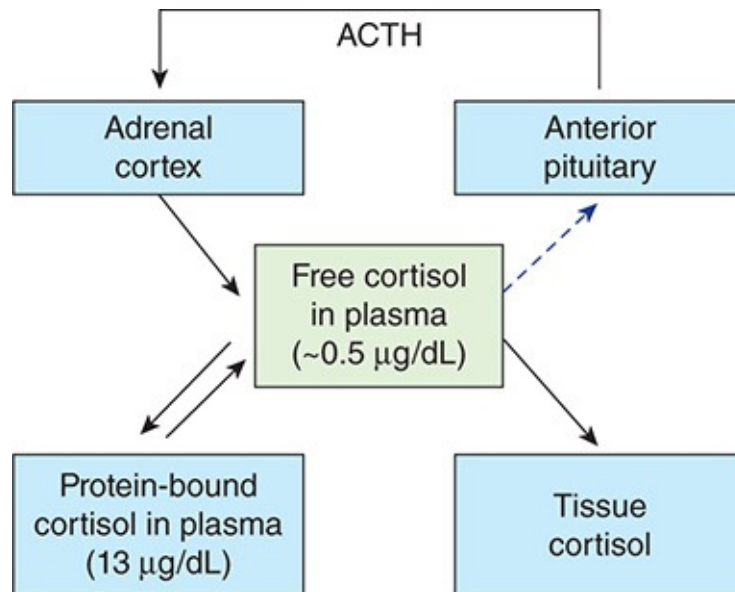 ACTH
Adrenal
cortex
Anterior
pituitary
Free cortisol
in plasma
(~0.5 μg/dL)
Protein-bound
cortisol in plasma
(13 μg/dL)
Tissue
cortisol